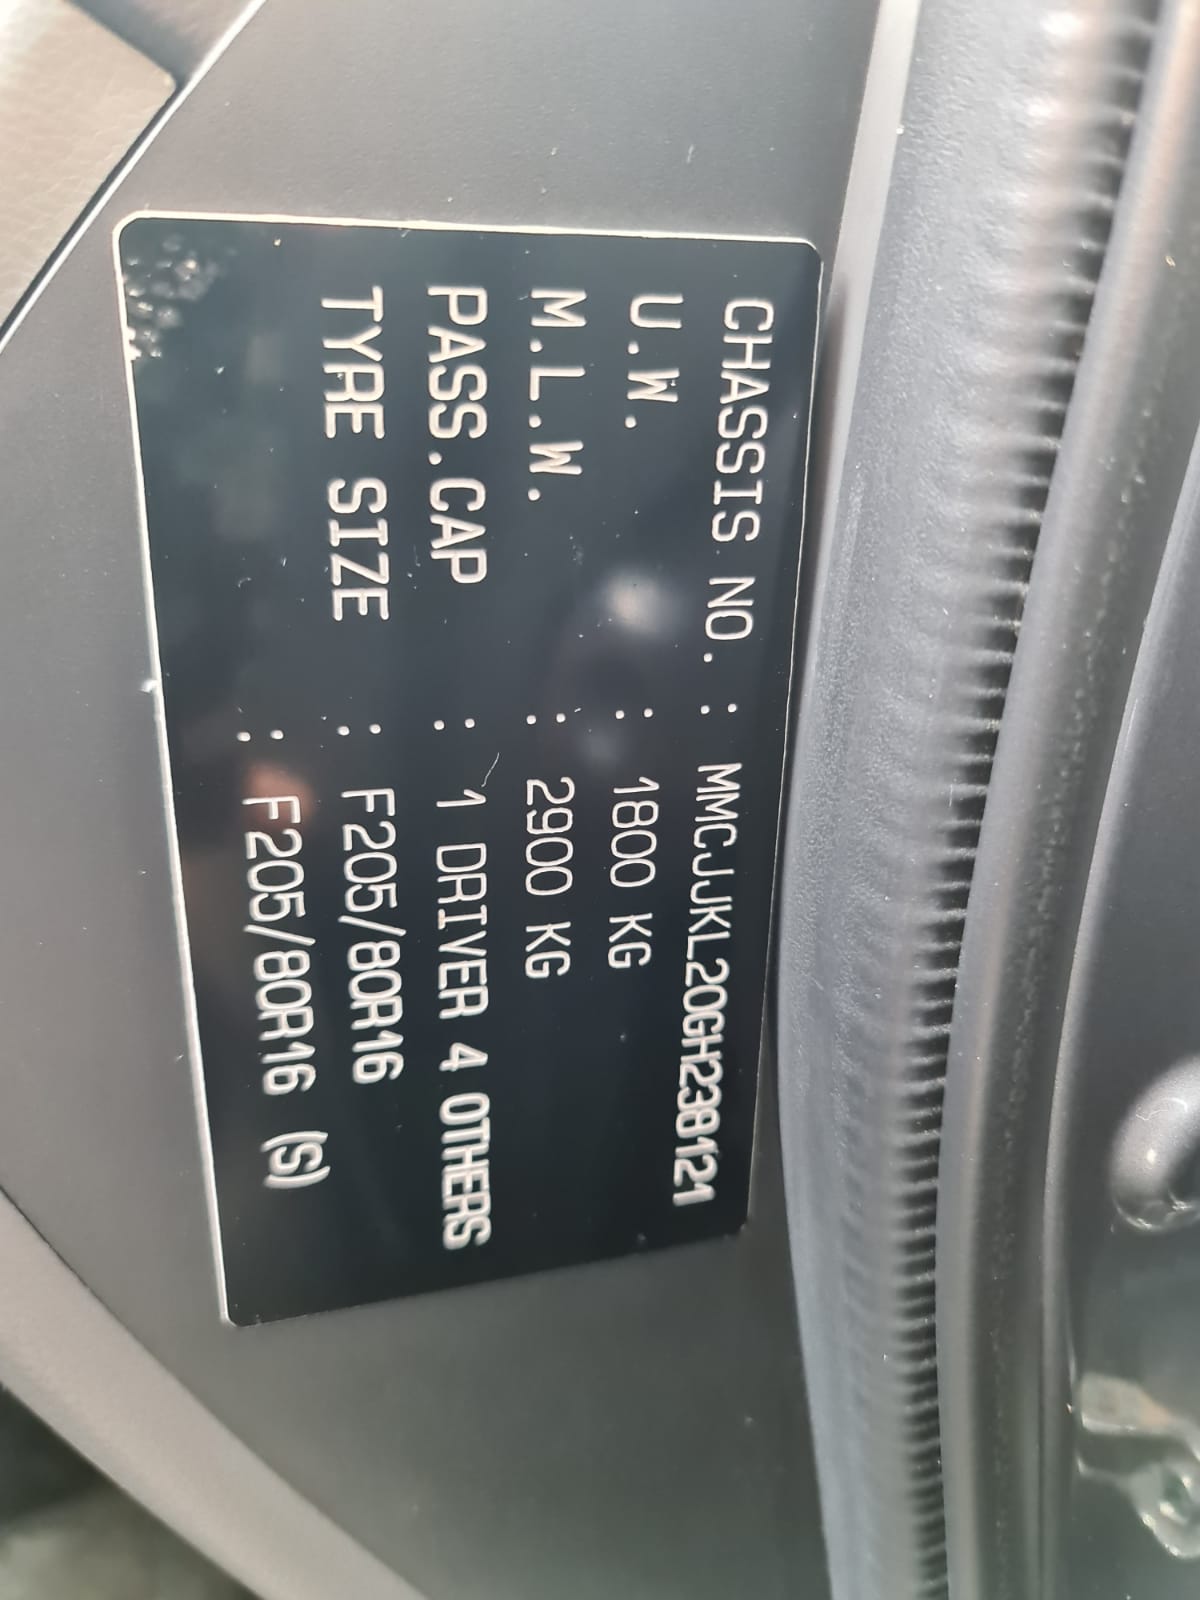 CHASSIS NO. : MMCJJKL20GH238121
U.W. : 1800 KG
M.L.W. : 2900 KG
PASS.CAP : 1 DRIVER 4 OTHERS
TYRE SIZE : F205/80R16
: F205/80R16 (S)